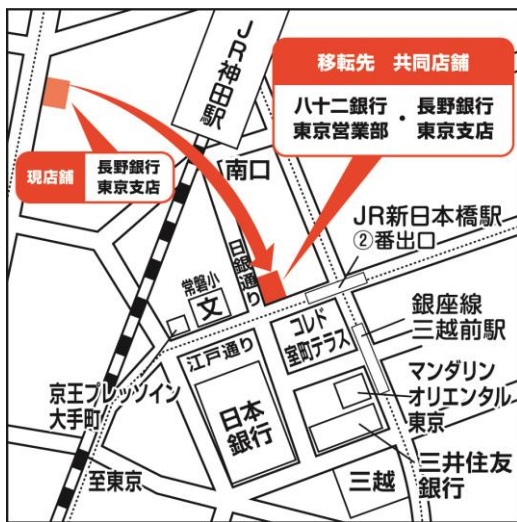 JR神田駅
移転先 共同店舗
八十二銀行
東京営業部
・
長野銀行
東京支店
現店舗
長野銀行
東京支店
南口
JR新日本橋駅
②番出口
日銀通り
常磐小
文
コレド
室町テラス
銀座線
三越前駅
江戸通り
マンダリン
オリエンタル
東京
京王プレッソイン
大手町
日本
銀行
三井住友
銀行
至東京
三越